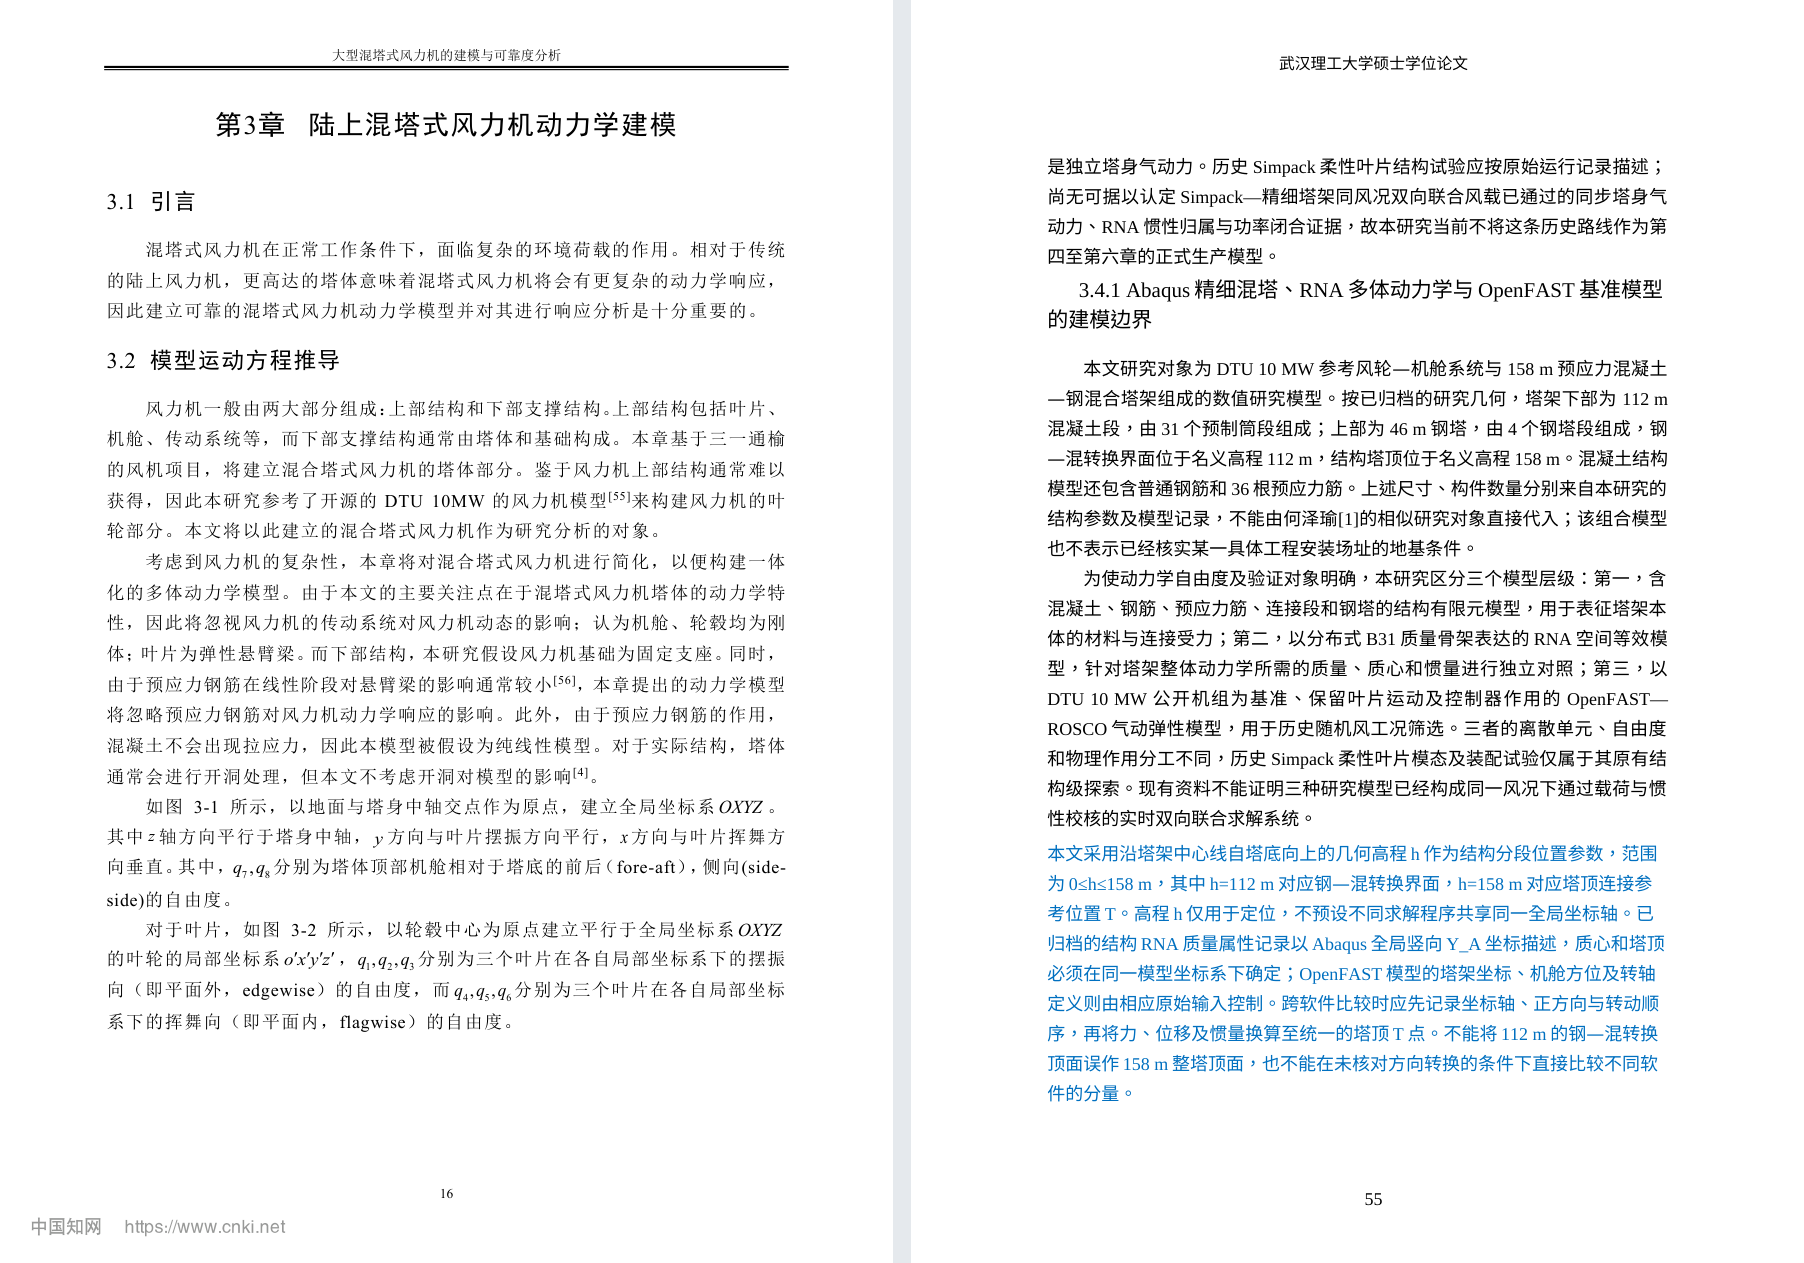 大型混塔式风力机的建模与可靠度分析
第3章 陆上混塔式风力机动力学建模
3.1 引言
混塔式风力机在正常工作条件下，面临复杂的环境荷载的作用。相对于传统
的陆上风力机，更高达的塔体意味着混塔式风力机将会有更复杂的动力学响应，
因此建立可靠的混塔式风力机动力学模型并对其进行响应分析是十分重要的。
3.2 模型运动方程推导
风力机一般由两大部分组成：上部结构和下部支撑结构。上部结构包括叶片、
机舱、传动系统等，而下部支撑结构通常由塔体和基础构成。本章基于三一通榆
的风机项目，将建立混合塔式风力机的塔体部分。鉴于风力机上部结构通常难以
获得，因此本研究参考了开源的 DTU 10MW 的风力机模型[55]来构建风力机的叶
轮部分。本文将以此建立的混合塔式风力机作为研究分析的对象。
考虑到风力机的复杂性，本章将对混合塔式风力机进行简化，以便构建一体
化的多体动力学模型。由于本文的主要关注点在于混塔式风力机塔体的动力学特
性，因此将忽视风力机的传动系统对风力机动态的影响；认为机舱、轮毂均为刚
体；叶片为弹性悬臂梁。而下部结构，本研究假设风力机基础为固定支座。同时，
由于预应力钢筋在线性阶段对悬臂梁的影响通常较小[56]，本章提出的动力学模型
将忽略预应力钢筋对风力机动力学响应的影响。此外，由于预应力钢筋的作用，
混凝土不会出现拉应力，因此本模型被假设为纯线性模型。对于实际结构，塔体
通常会进行开洞处理，但本文不考虑开洞对模型的影响[4]。
如图 3-1 所示，以地面与塔身中轴交点作为原点，建立全局坐标系OXYZ。
其中z轴方向平行于塔身中轴，y方向与叶片摆振方向平行，x方向与叶片挥舞方
向垂直。其中，q7,q8分别为塔体顶部机舱相对于塔底的前后（fore-aft），侧向(side-
side)的自由度。
对于叶片，如图 3-2 所示，以轮毂中心为原点建立平行于全局坐标系OXYZ
的叶轮的局部坐标系o′x′y′z′，q1,q2,q3分别为三个叶片在各自局部坐标系下的摆振
向（即平面外，edgewise）的自由度，而q4,q5,q6分别为三个叶片在各自局部坐标
系下的挥舞向（即平面内，flagwise）的自由度。
16
中国知网 https://www.cnki.net
武汉理工大学硕士学位论文
是独立塔身气动力。历史 Simpack 柔性叶片结构试验应按原始运行记录描述；
尚无可据以认定 Simpack—精细塔架同风况双向联合风载已通过的同步塔身气
动力、RNA 惯性归属与功率闭合证据，故本研究当前不将这条历史路线作为第
四至第六章的正式生产模型。
3.4.1 Abaqus 精细混塔、RNA 多体动力学与 OpenFAST 基准模型
的建模边界
本文研究对象为 DTU 10 MW 参考风轮—机舱系统与 158 m 预应力混凝土
—钢混合塔架组成的数值研究模型。按已归档的研究几何，塔架下部为 112 m
混凝土段，由 31 个预制筒段组成；上部为 46 m 钢塔，由 4 个钢塔段组成，钢
—混转换界面位于名义高程 112 m，结构塔顶位于名义高程 158 m。混凝土结构
模型还包含普通钢筋和 36 根预应力筋。上述尺寸、构件数量分别来自本研究的
结构参数及模型记录，不能由何泽瑜[1]的相似研究对象直接代入；该组合模型
也不表示已经核实某一具体工程安装场址的地基条件。
为使动力学自由度及验证对象明确，本研究区分三个模型层级：第一，含
混凝土、钢筋、预应力筋、连接段和钢塔的结构有限元模型，用于表征塔架本
体的材料与连接受力；第二，以分布式 B31 质量骨架表达的 RNA 空间等效模
型，针对塔架整体动力学所需的质量、质心和惯量进行独立对照；第三，以
DTU 10 MW 公开机组为基准、保留叶片运动及控制器作用的 OpenFAST—
ROSCO 气动弹性模型，用于历史随机风工况筛选。三者的离散单元、自由度
和物理作用分工不同，历史 Simpack 柔性叶片模态及装配试验仅属于其原有结
构级探索。现有资料不能证明三种研究模型已经构成同一风况下通过载荷与惯
性校核的实时双向联合求解系统。
本文采用沿塔架中心线自塔底向上的几何高程 h 作为结构分段位置参数，范围
为 0≤h≤158 m，其中 h=112 m 对应钢—混转换界面，h=158 m 对应塔顶连接参
考位置 T。高程 h 仅用于定位，不预设不同求解程序共享同一全局坐标轴。已
归档的结构 RNA 质量属性记录以 Abaqus 全局竖向 Y_A 坐标描述，质心和塔顶
必须在同一模型坐标系下确定；OpenFAST 模型的塔架坐标、机舱方位及转轴
定义则由相应原始输入控制。跨软件比较时应先记录坐标轴、正方向与转动顺
序，再将力、位移及惯量换算至统一的塔顶 T 点。不能将 112 m 的钢—混转换
顶面误作 158 m 整塔顶面，也不能在未核对方向转换的条件下直接比较不同软
件的分量。
55